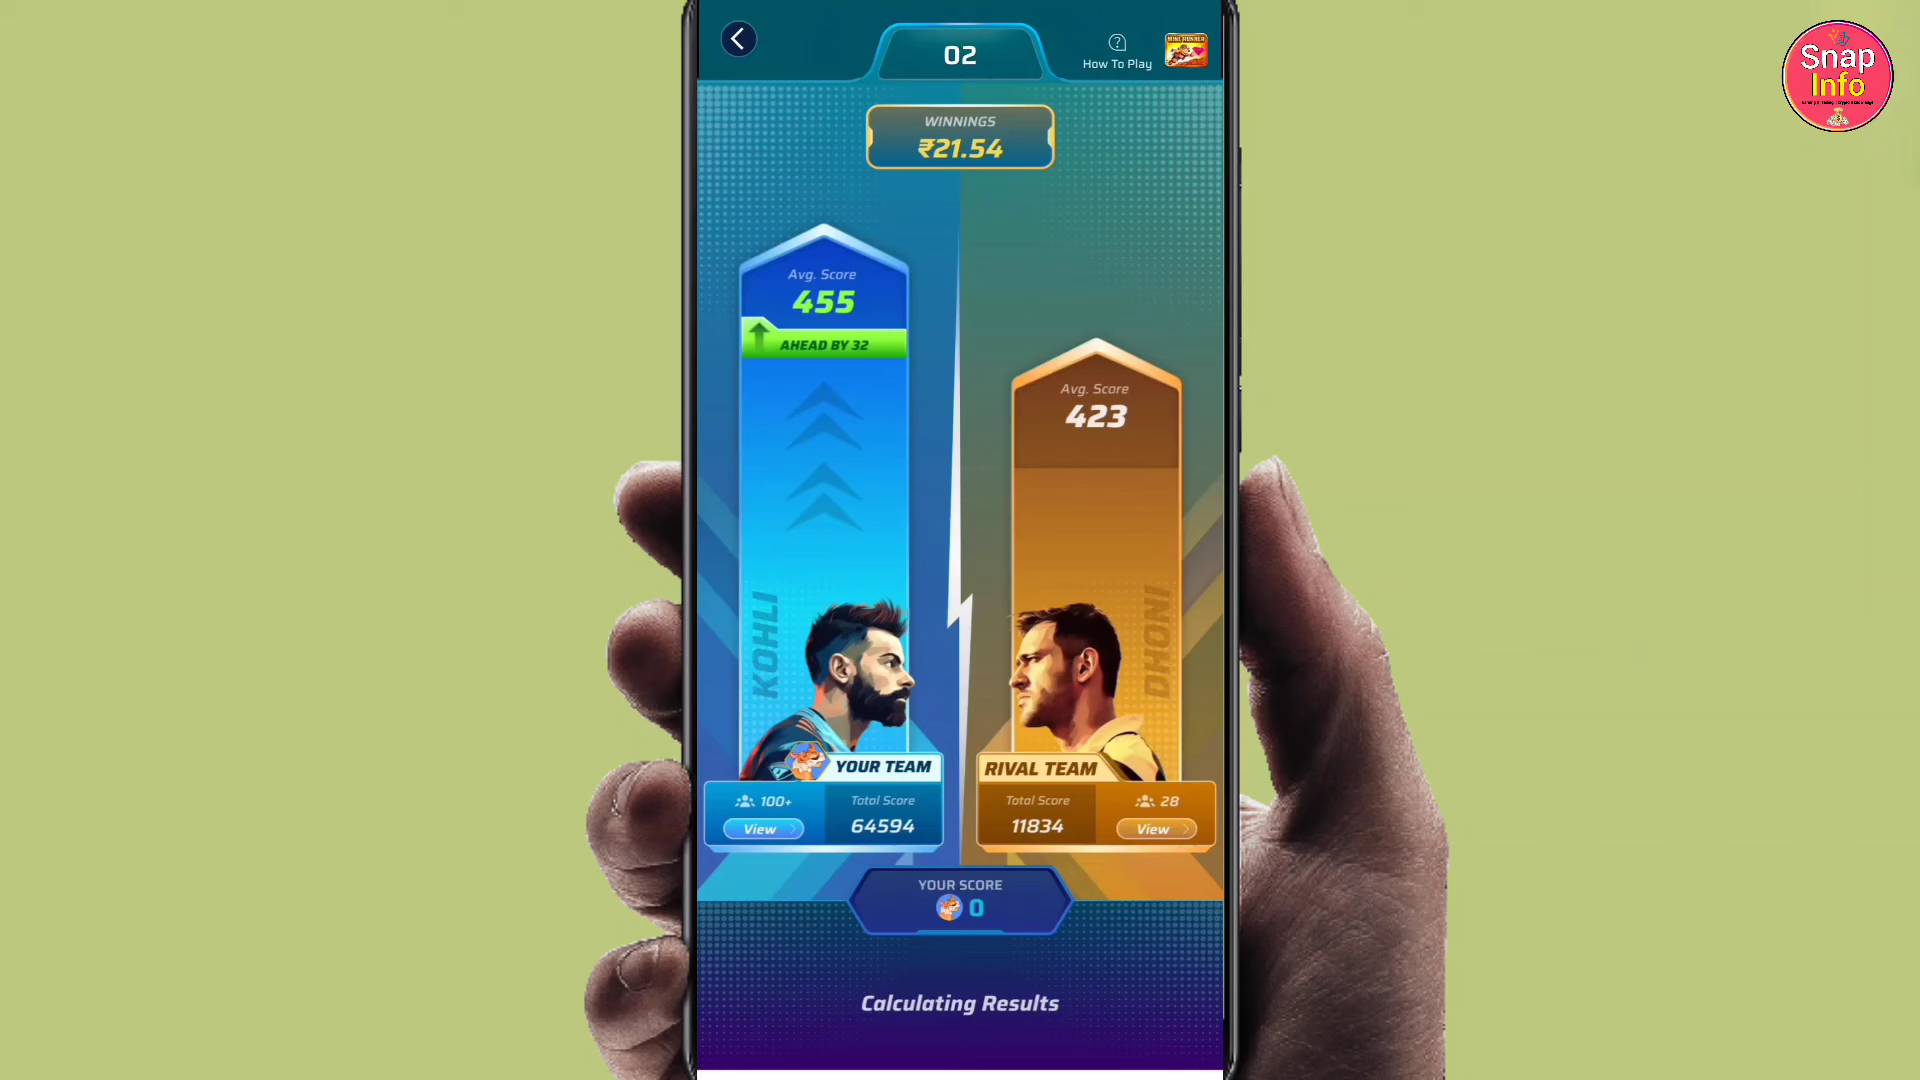 02
How To Play
WINNINGS
₹21.54
Avg. Score
455
AHEAD BY 32
Avg. Score
423
KOHLI
DHONI
YOUR TEAM
100+
View
Total Score
64594
RIVAL TEAM
Total Score
11834
28
View
YOUR SCORE
0
Calculating Results
Snap
Info